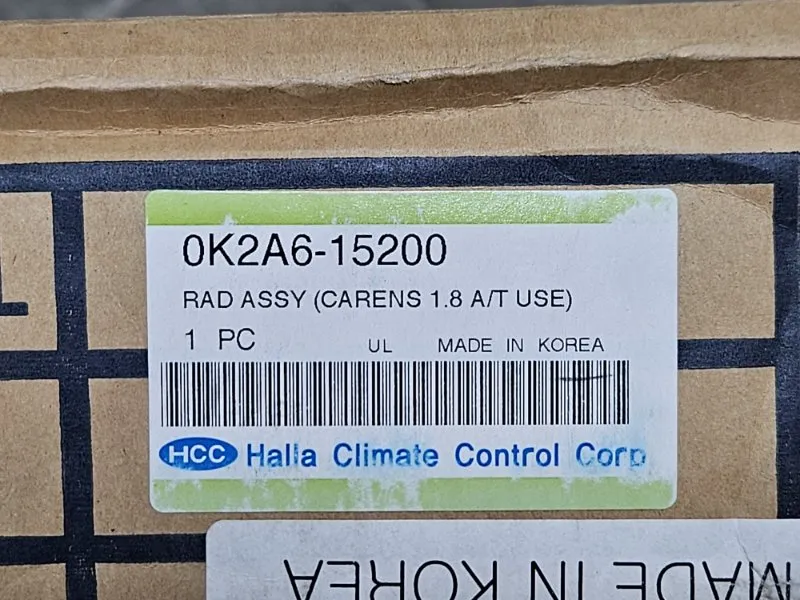 0K2A6-15200
RAD ASSY (CARENS 1.8 A/T USE)
1 PC UL MADE IN KOREA
HCC Halla Climate Control Corp
MADE IN KOREA